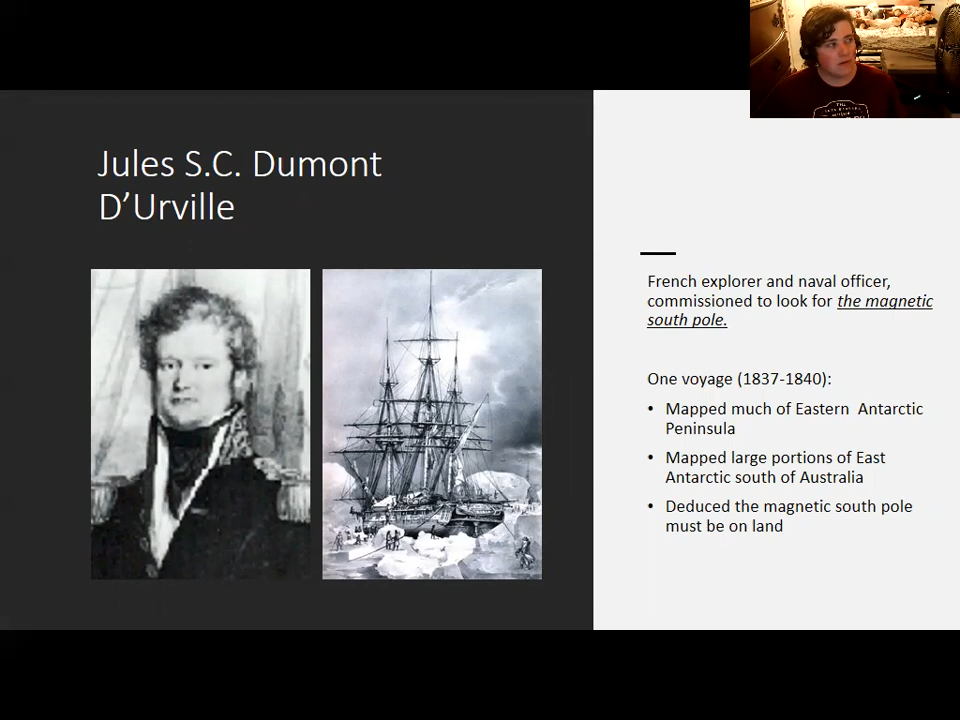 Jules S.C. Dumont
D’Urville
French explorer and naval officer,
commissioned to look for the magnetic
south pole.
One voyage (1837-1840):
• Mapped much of Eastern Antarctic
Peninsula
• Mapped large portions of East
Antarctic south of Australia
• Deduced the magnetic south pole
must be on land
THE